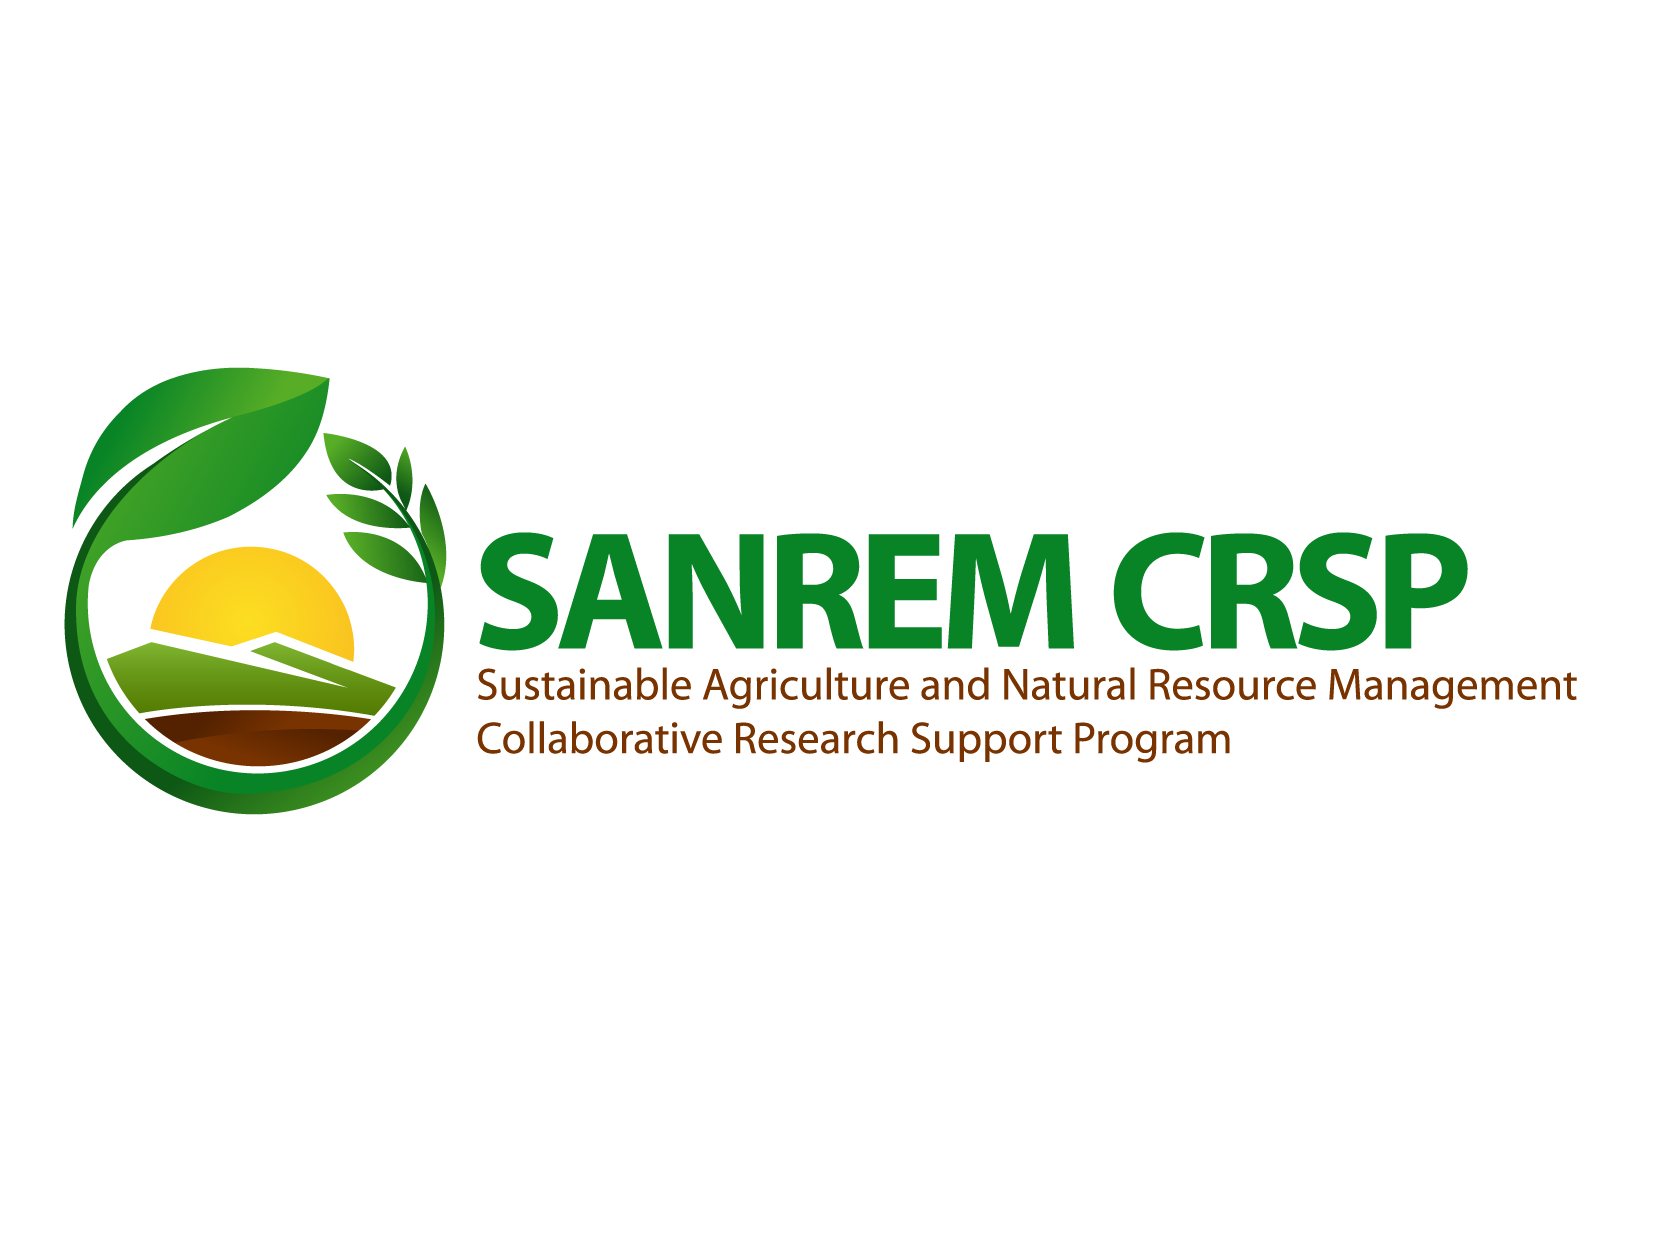 SANREM CRSP
Sustainable Agriculture and Natural Resource Management
Collaborative Research Support Program